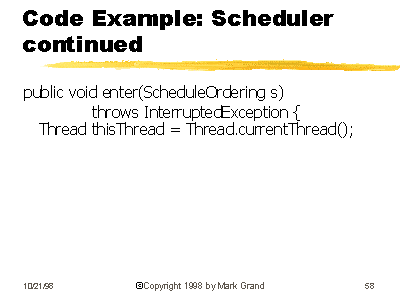 Code Example: Scheduler
continued
public void enter(ScheduleOrdering s)
throws InterruptedException {
Thread thisThread = Thread.currentThread();
10/21/98 ©Copyright 1998 by Mark Grand 58